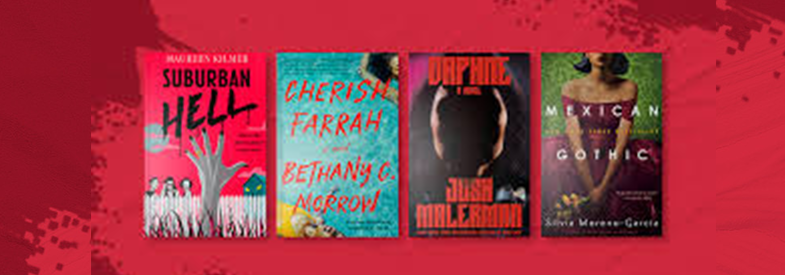 MAUREEN KILMER
SUBURBAN
HELL
CHERISH
FARRAH
BETHANY C.
MORROW
DAPHNE
A NOVEL
JOSH
MALERMAN
MEXICAN
GOTHIC
Silvia Moreno-Garcia